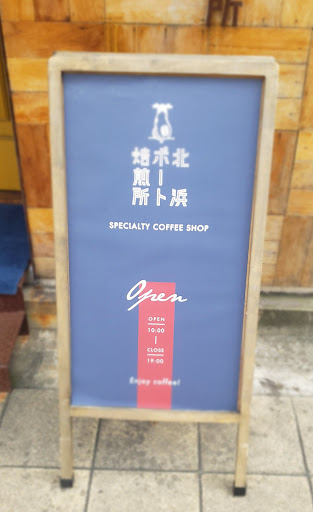 PIT
北浜
ポート
焙煎所
SPECIALTY COFFEE SHOP
Open
OPEN
10:00
|
CLOSE
19:00
Enjoy coffee!